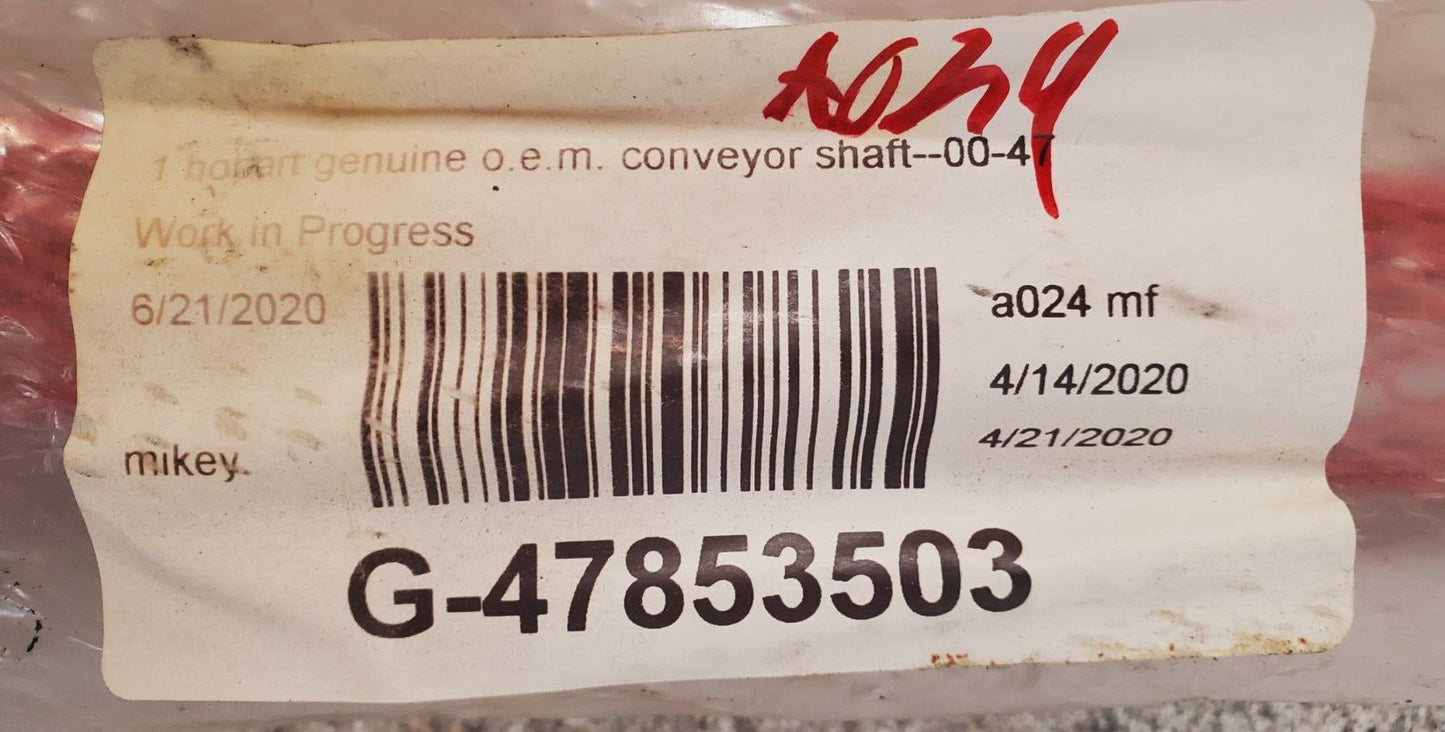 A024
1 hobart genuine o.e.m. conveyor shaft--00-47
Work in Progress
6/21/2020
a024 mf
4/14/2020
4/21/2020
mikey.
G-47853503